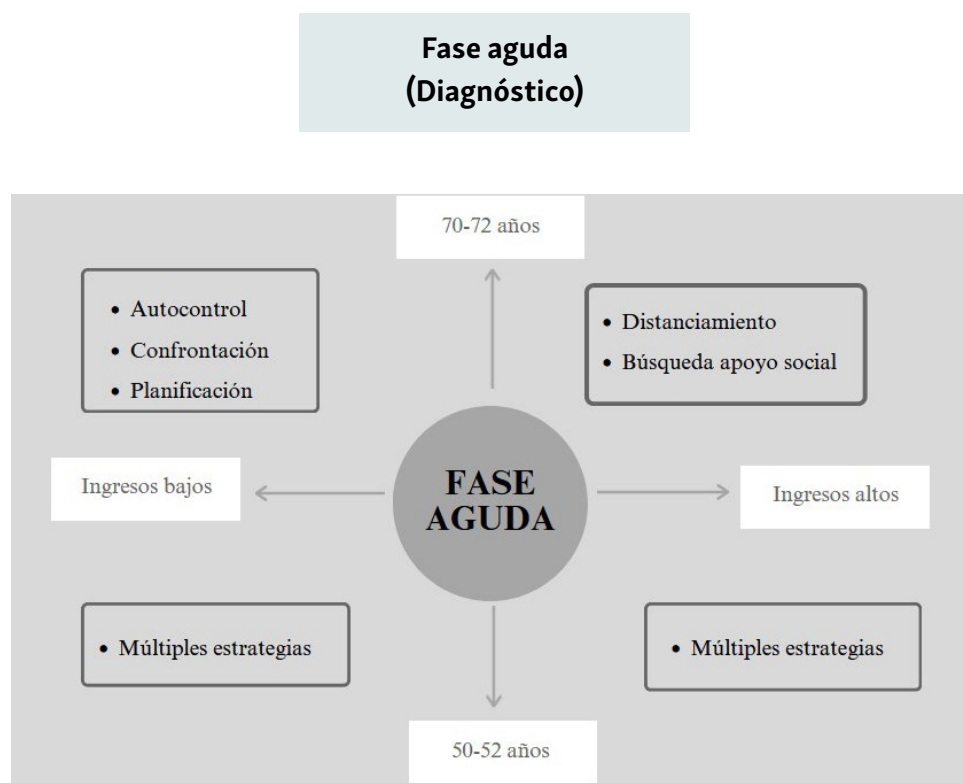 Fase aguda
(Diagnóstico)
70-72 años
• Autocontrol
• Confrontación
• Planificación
• Distanciamiento
• Búsqueda apoyo social
Ingresos bajos
FASE
AGUDA
Ingresos altos
• Múltiples estrategias
• Múltiples estrategias
50-52 años